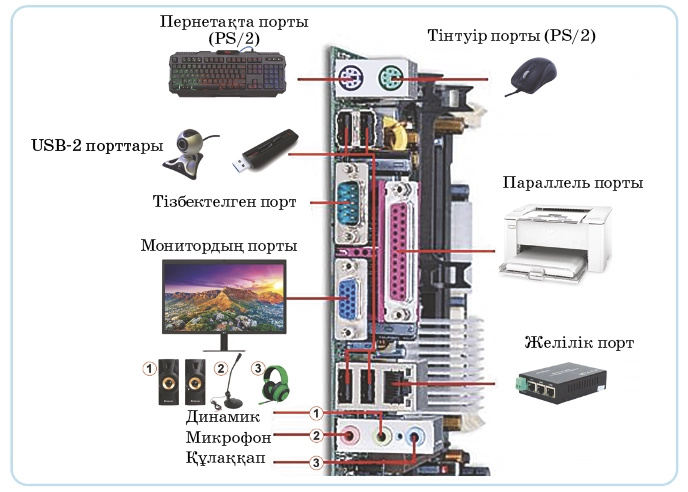 Пернетақта порты
(PS/2)
Тінтуір порты (PS/2)
USB-2 порттары
Тізбектелген порт
Параллель порты
Монитордың порты
Желілік порт
1
2
3
Динамик
1
Микрофон
2
Құлаққап
3